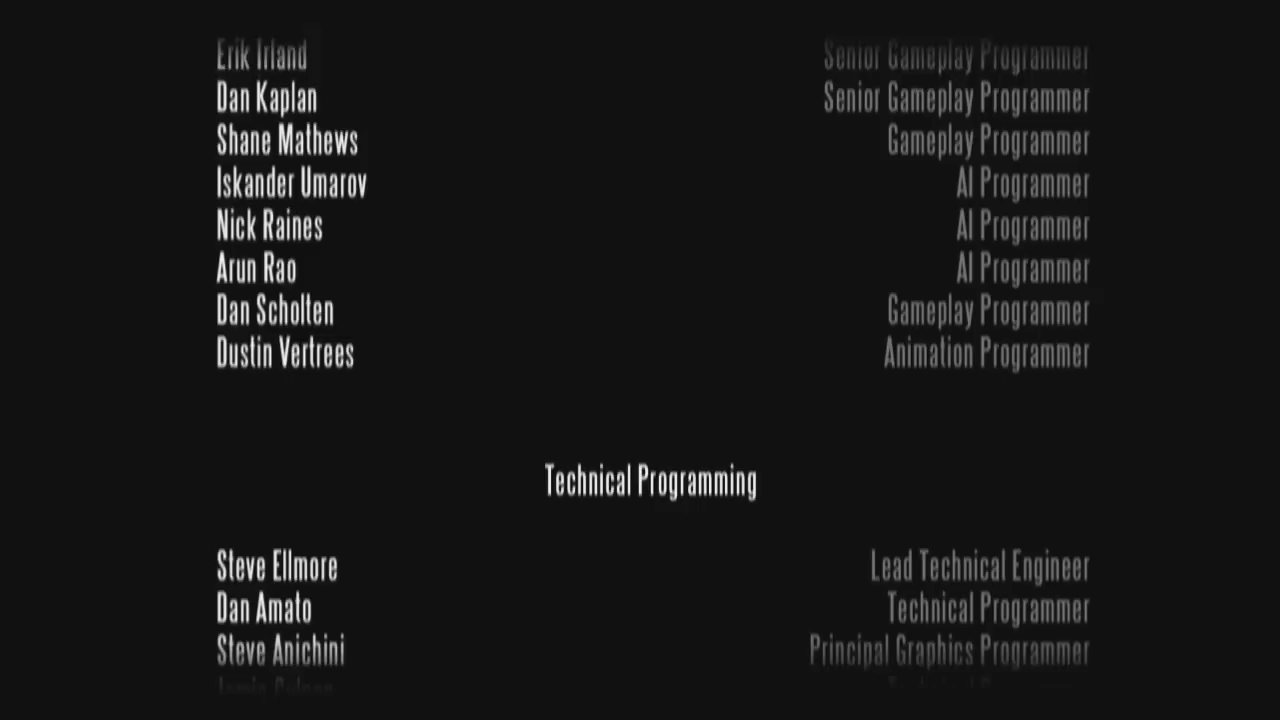 Erik Irland Senior Gameplay Programmer
Dan Kaplan Senior Gameplay Programmer
Shane Mathews Gameplay Programmer
Iskander Umarov AI Programmer
Nick Raines AI Programmer
Arun Rao AI Programmer
Dan Scholten Gameplay Programmer
Dustin Vertrees Animation Programmer
Technical Programming
Steve Ellmore Lead Technical Engineer
Dan Amato Technical Programmer
Steve Anichini Principal Graphics Programmer